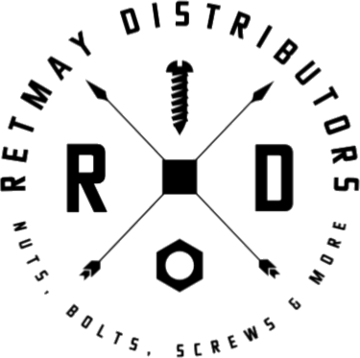 RETMAY DISTRIBUTORS
R D
NUTS, BOLTS, SCREWS & MORE